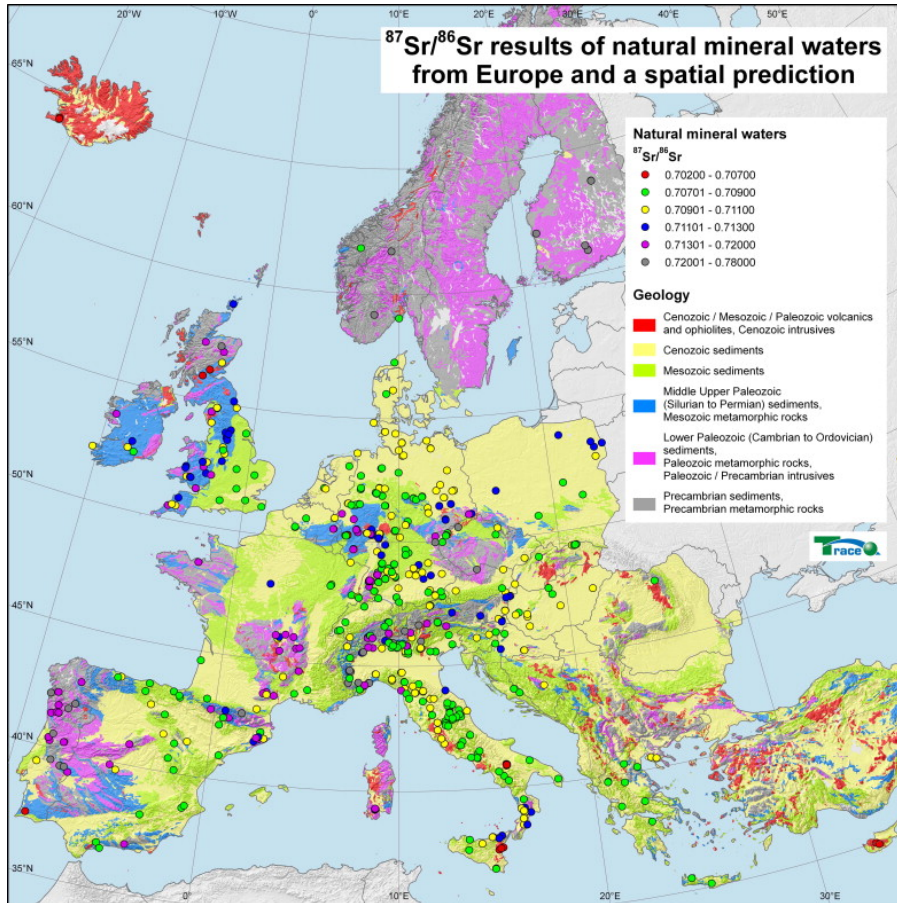 20°W
10°W
0°
10°E
20°E
30°E
40°E
65°N
60°N
55°N
50°N
45°N
40°N
35°N
0°
10°E
20°E
30°E
87Sr/86Sr results of natural mineral waters
from Europe and a spatial prediction
Natural mineral waters
87Sr/86Sr
0.70200 - 0.70700
0.70701 - 0.70900
0.70901 - 0.71100
0.71101 - 0.71300
0.71301 - 0.72000
0.72001 - 0.78000
Geology
Cenozoic / Mesozoic / Paleozoic volcanics
and ophiolites, Cenozoic intrusives
Cenozoic sediments
Mesozoic sediments
Middle Upper Paleozoic
(Silurian to Permian) sediments,
Mesozoic metamorphic rocks
Lower Paleozoic (Cambrian to Ordovician)
sediments,
Paleozoic metamorphic rocks,
Paleozoic / Precambrian intrusives
Precambrian sediments,
Precambrian metamorphic rocks
Trace